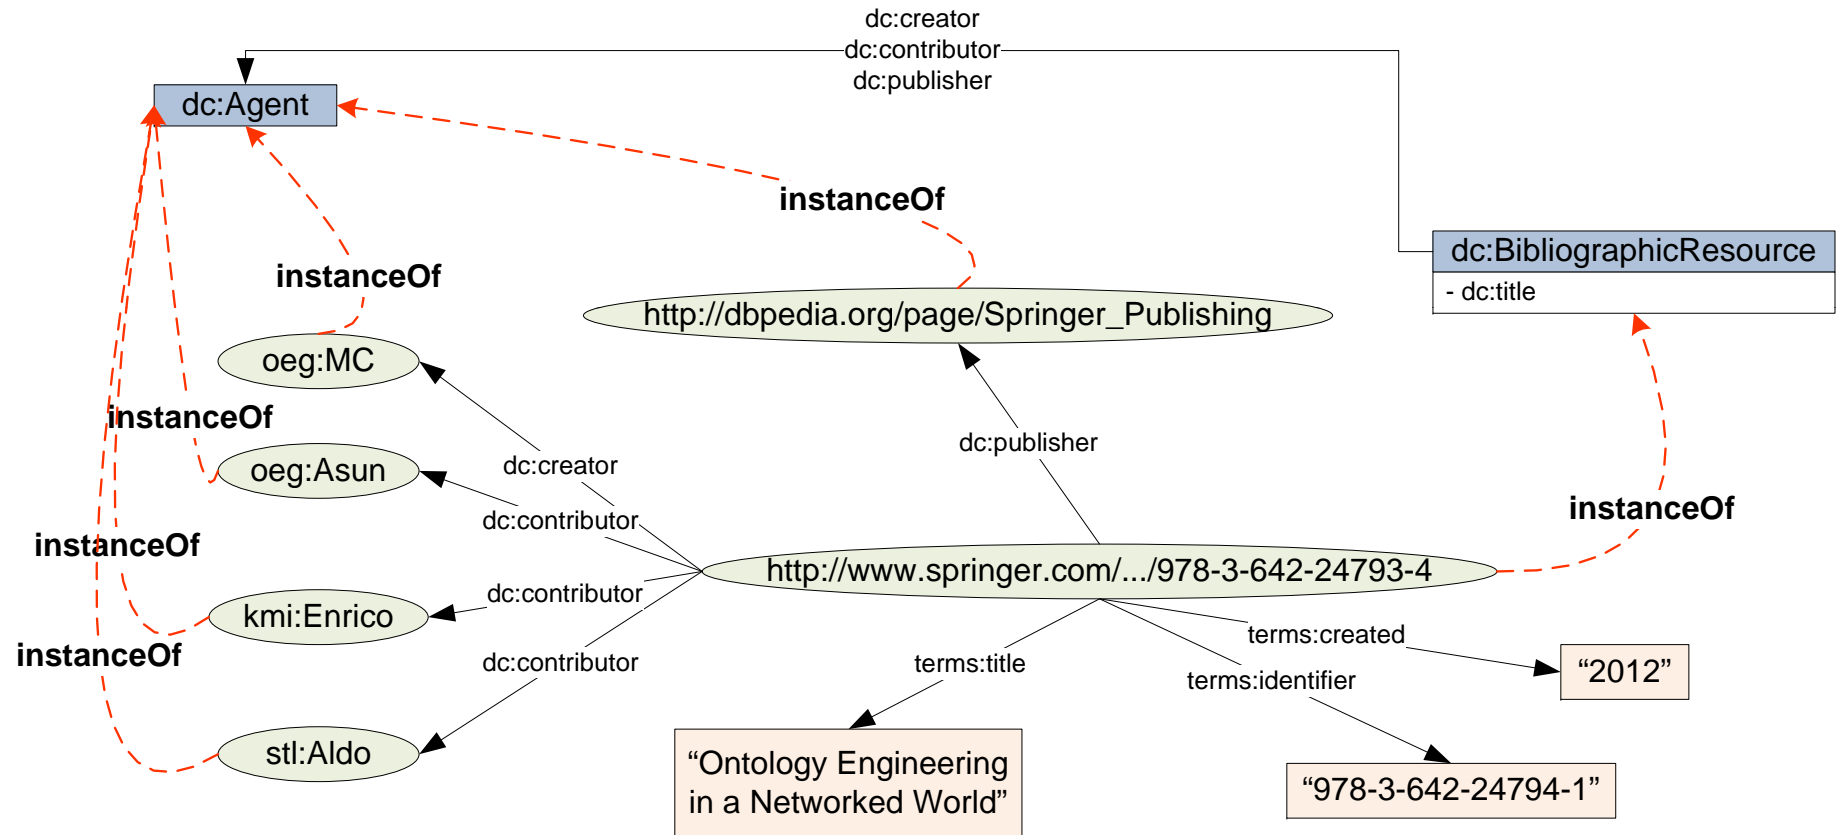 dc:creator
dc:contributor
dc:publisher
dc:Agent
instanceOf
dc:BibliographicResource
- dc:title
instanceOf
http://dbpedia.org/page/Springer_Publishing
oeg:MC
instanceOf
dc:publisher
oeg:Asun
dc:creator
instanceOf
dc:contributor
instanceOf
http://www.springer.com/.../978-3-642-24793-4
dc:contributor
kmi:Enrico
terms:created
instanceOf
dc:contributor
terms:title
“2012”
terms:identifier
stl:Aldo
“Ontology Engineering
in a Networked World”
“978-3-642-24794-1”